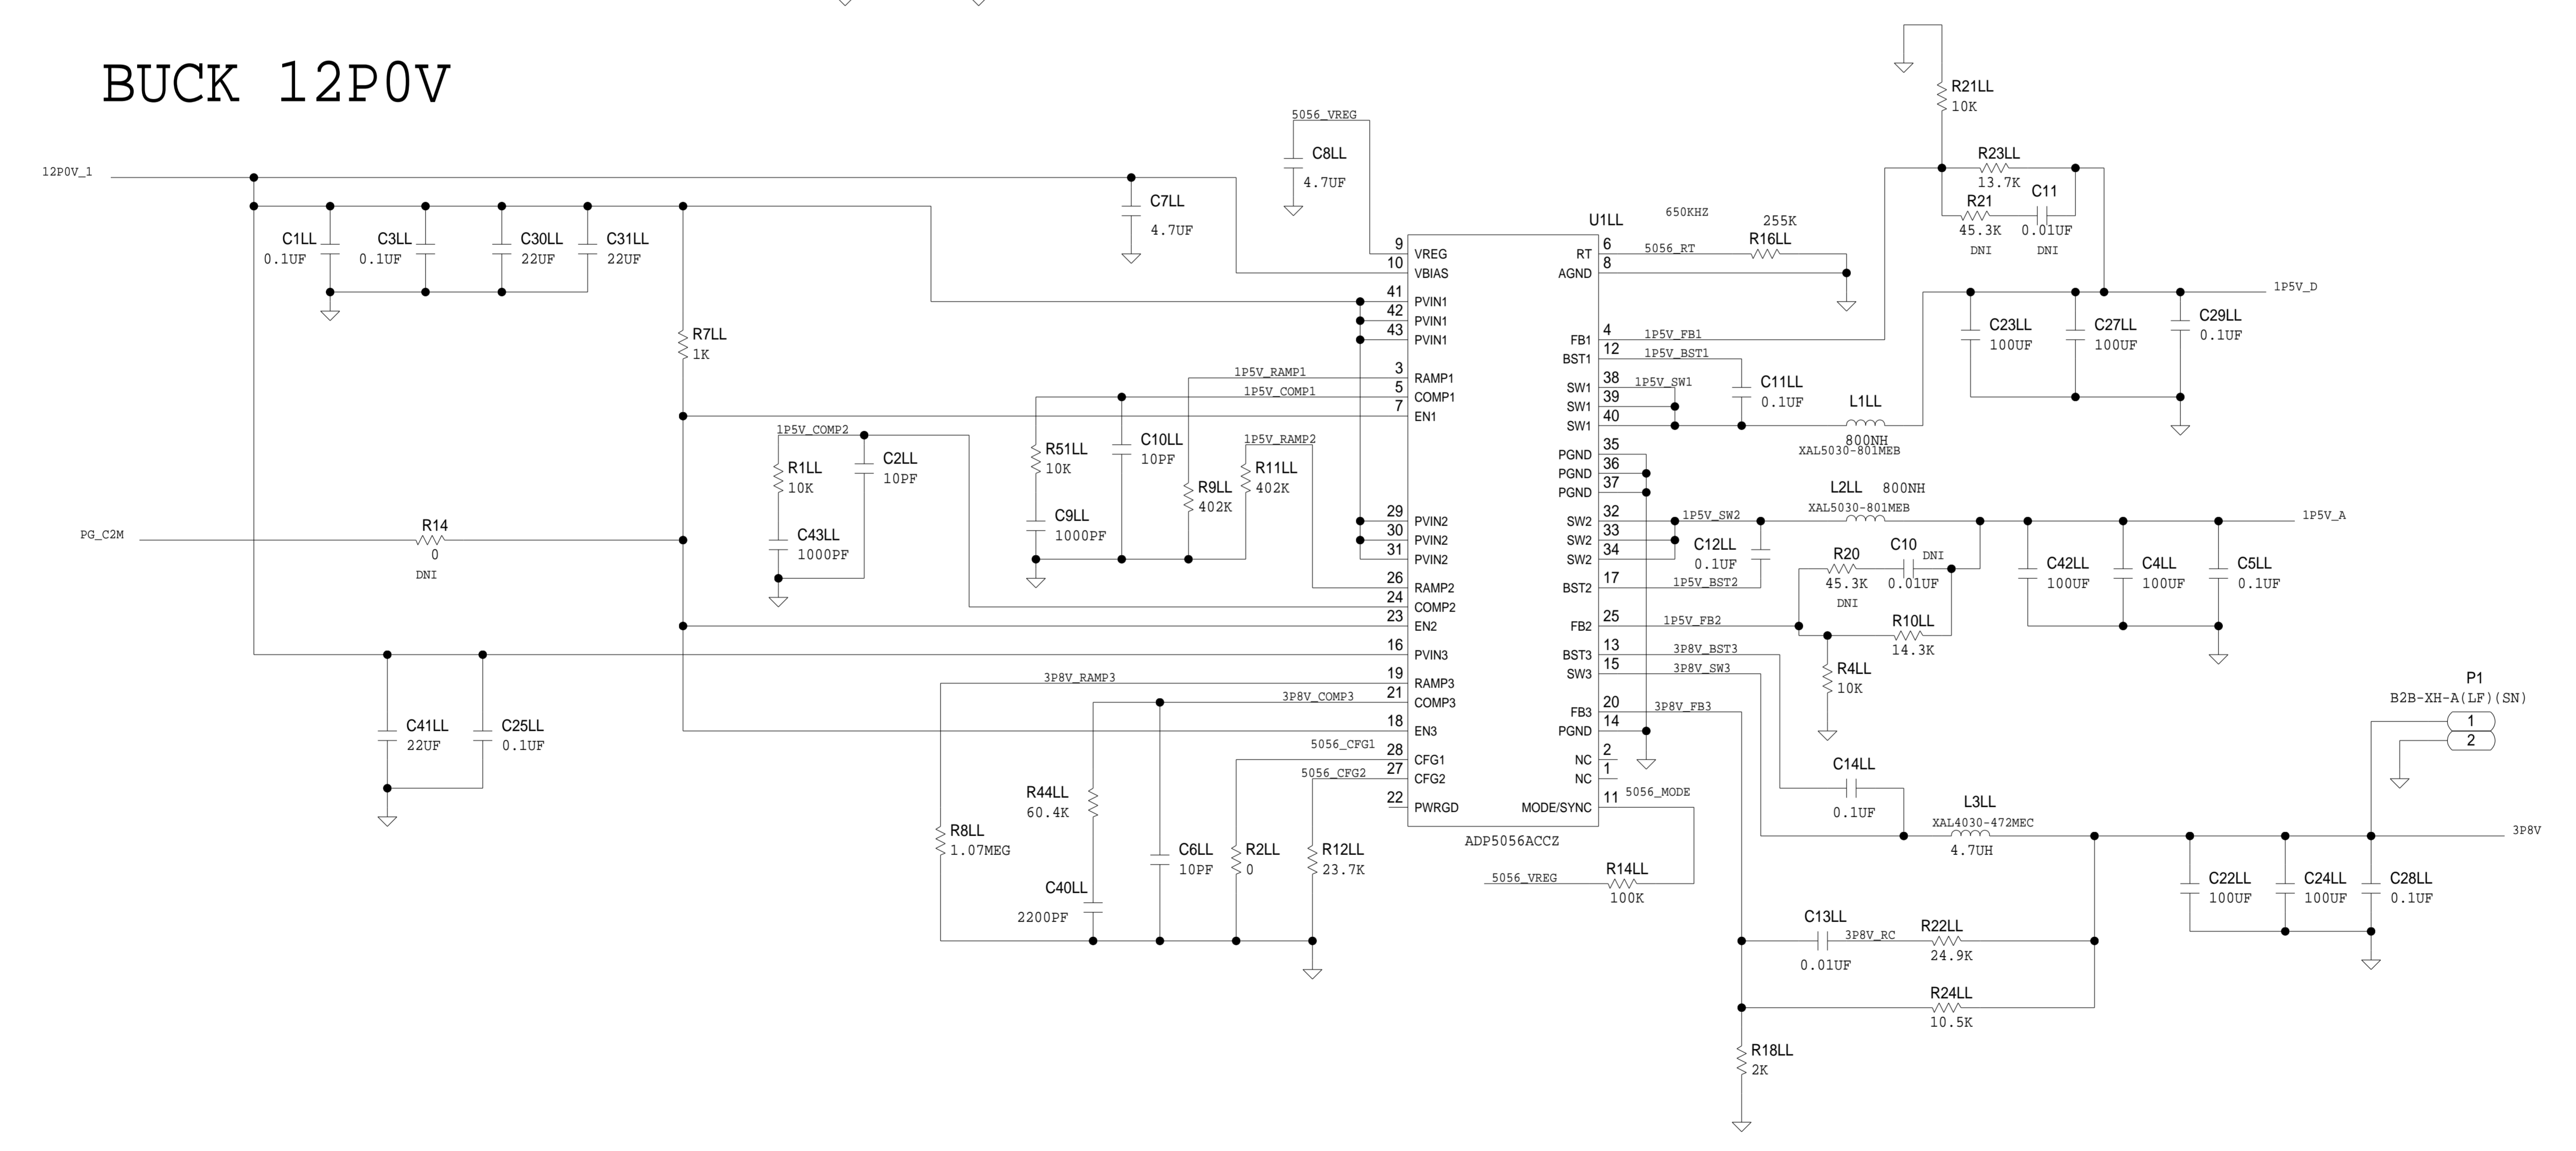 BUCK 12P0V
12P0V_1
C1LL
0.1UF
C3LL
0.1UF
C30LL
22UF
C31LL
22UF
C7LL
4.7UF
5056_VREG
C8LL
4.7UF
R7LL
1K
PG_C2M
R14
0
DNI
C41LL
22UF
C25LL
0.1UF
1P5V_COMP2
R1LL
10K
C2LL
10PF
C43LL
1000PF
1P5V_RAMP1
1P5V_COMP1
R51LL
10K
C10LL
10PF
C9LL
1000PF
R9LL
402K
1P5V_RAMP2
R11LL
402K
3P8V_RAMP3
3P8V_COMP3
5056_CFG1
5056_CFG2
R8LL
1.07MEG
R44LL
60.4K
C40LL
2200PF
C6LL
10PF
R2LL
0
R12LL
23.7K
U1LL
9 VREG
10 VBIAS
41 PVIN1
42 PVIN1
43 PVIN1
3 RAMP1
5 COMP1
7 EN1
29 PVIN2
30 PVIN2
31 PVIN2
26 RAMP2
24 COMP2
23 EN2
16 PVIN3
19 RAMP3
21 COMP3
18 EN3
28 CFG1
27 CFG2
22 PWRGD
RT 6
AGND 8
FB1 4
BST1 12
SW1 38
SW1 39
SW1 40
PGND 35
PGND 36
PGND 37
SW2 32
SW2 33
SW2 34
BST2 17
FB2 25
BST3 13
SW3 15
FB3 20
PGND 14
NC 2
NC 1
MODE/SYNC 11
ADP5056ACCZ
650KHZ
5056_RT
255K
R16LL
R21LL
10K
R23LL
13.7K
R21
45.3K
DNI
C11
0.01UF
DNI
1P5V_FB1
1P5V_BST1
1P5V_SW1
C11LL
0.1UF
L1LL
800NH
XAL5030-801MEB
C23LL
100UF
C27LL
100UF
C29LL
0.1UF
1P5V_D
L2LL
800NH
XAL5030-801MEB
1P5V_SW2
C12LL
0.1UF
1P5V_BST2
1P5V_FB2
R20
45.3K
DNI
C10
DNI
0.01UF
R10LL
14.3K
R4LL
10K
C42LL
100UF
C4LL
100UF
C5LL
0.1UF
1P5V_A
3P8V_BST3
3P8V_SW3
3P8V_FB3
5056_MODE
5056_VREG
R14LL
100K
C14LL
0.1UF
L3LL
XAL4030-472MEC
4.7UH
P1
B2B-XH-A(LF)(SN)
1
2
3P8V
C22LL
100UF
C24LL
100UF
C28LL
0.1UF
C13LL
0.01UF
3P8V_RC
R22LL
24.9K
R24LL
10.5K
R18LL
2K